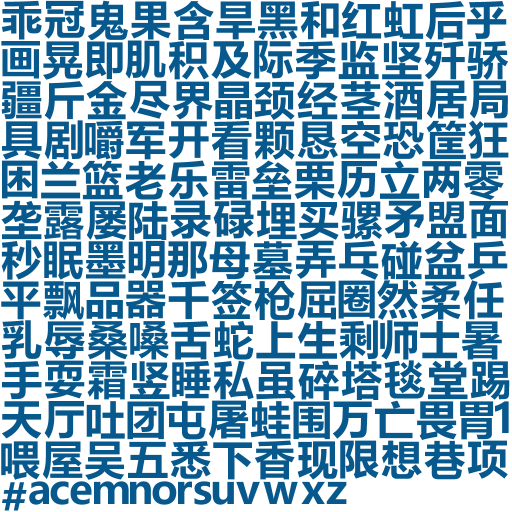 乖冠鬼果含旱黑和红虹后乎
画晃即肌积及际季监坚歼骄
疆斤金尽界晶颈经茎酒居局
具剧嚼军开看颗恳空恐筐狂
困兰篮老乐雷垒栗历立两零
垄露屡陆录碌埋买骡矛盟面
秒眠墨明那母墓弄乓碰盆乒
平飘品器千签枪屈圈然柔任
乳辱桑嗓舌蛇上生剩师士暑
手耍霜竖睡私虽碎塔毯堂踢
天厅吐团屯屠蛙围万亡畏胃1
喂屋吴五悉下香现限想巷项
#acemnorsuvwxz